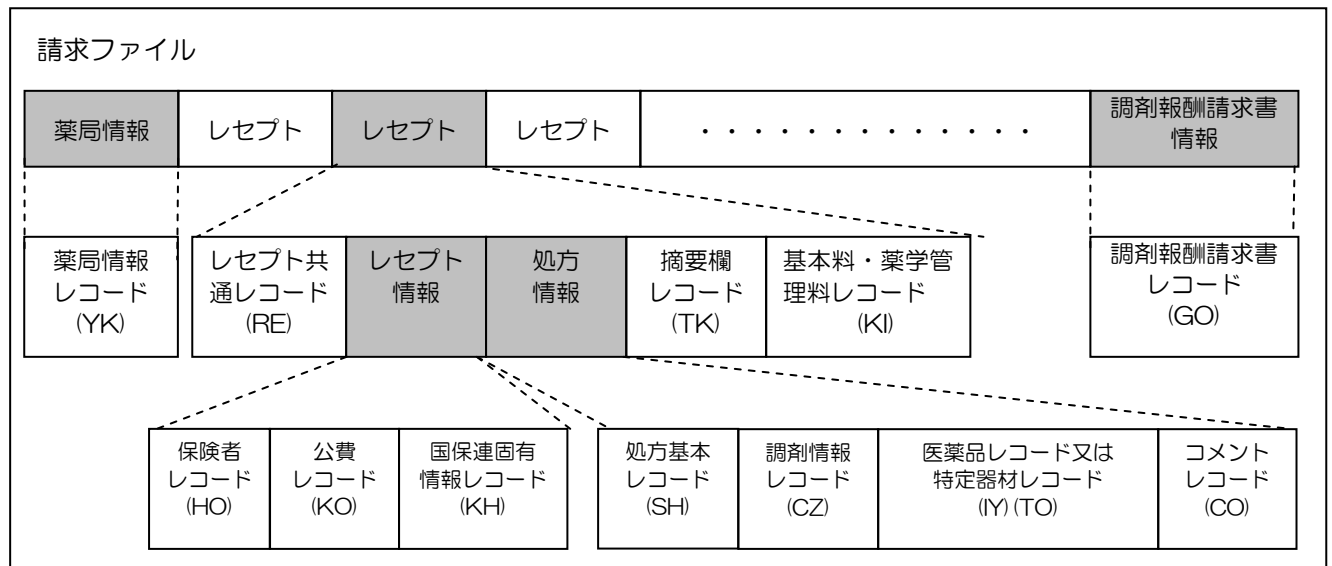 請求ファイル
薬局情報
レセプト
レセプト
レセプト
・・・・・・・・・・・・・
調剤報酬請求書
情報
薬局情報
レコード
(YK)
レセプト共
通レコード
(RE)
レセプト
情報
処方
情報
摘要欄
レコード
(TK)
基本料・薬学管
理料レコード
(KI)
調剤報酬請求書
レコード
(GO)
保険者
レコード
(HO)
公費
レコード
(KO)
国保連固有
情報レコード
(KH)
処方基本
レコード
(SH)
調剤情報
レコード
(CZ)
医薬品レコード又は
特定器材レコード
(IY)(TO)
コメント
レコード
(CO)